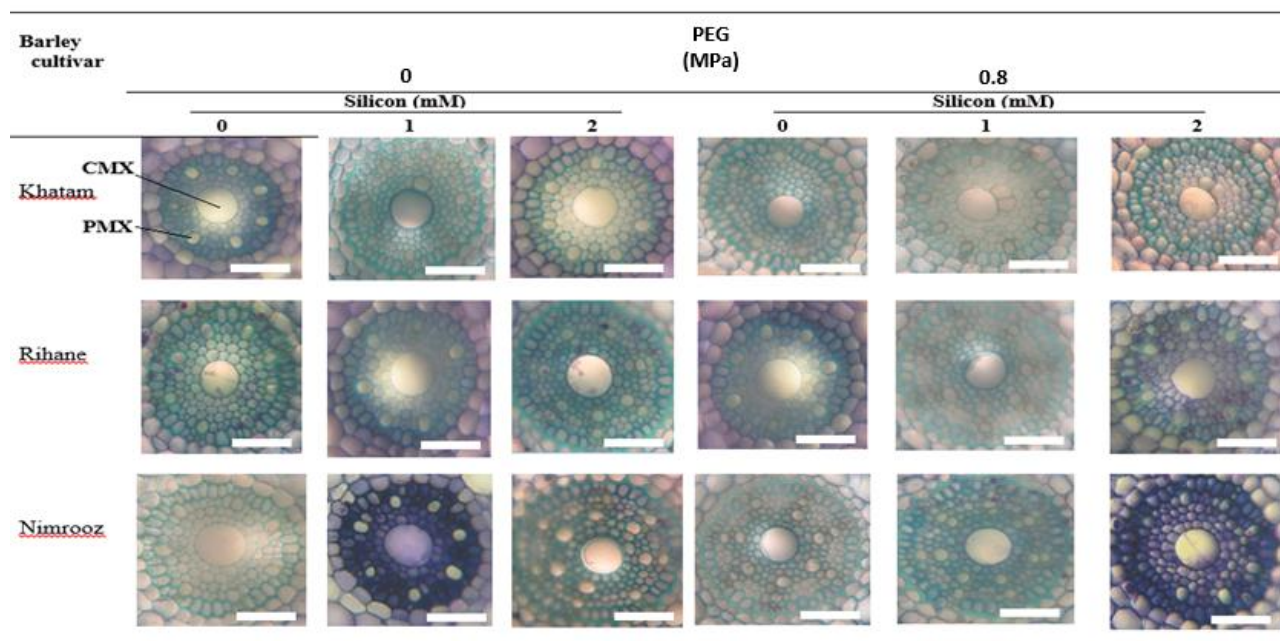 Barley
cultivar
PEG
(MPa)
0
0.8
Silicon (mM)
Silicon (mM)
0
1
2
0
1
2
CMX
Khatam
PMX
Rihane
Nimrooz